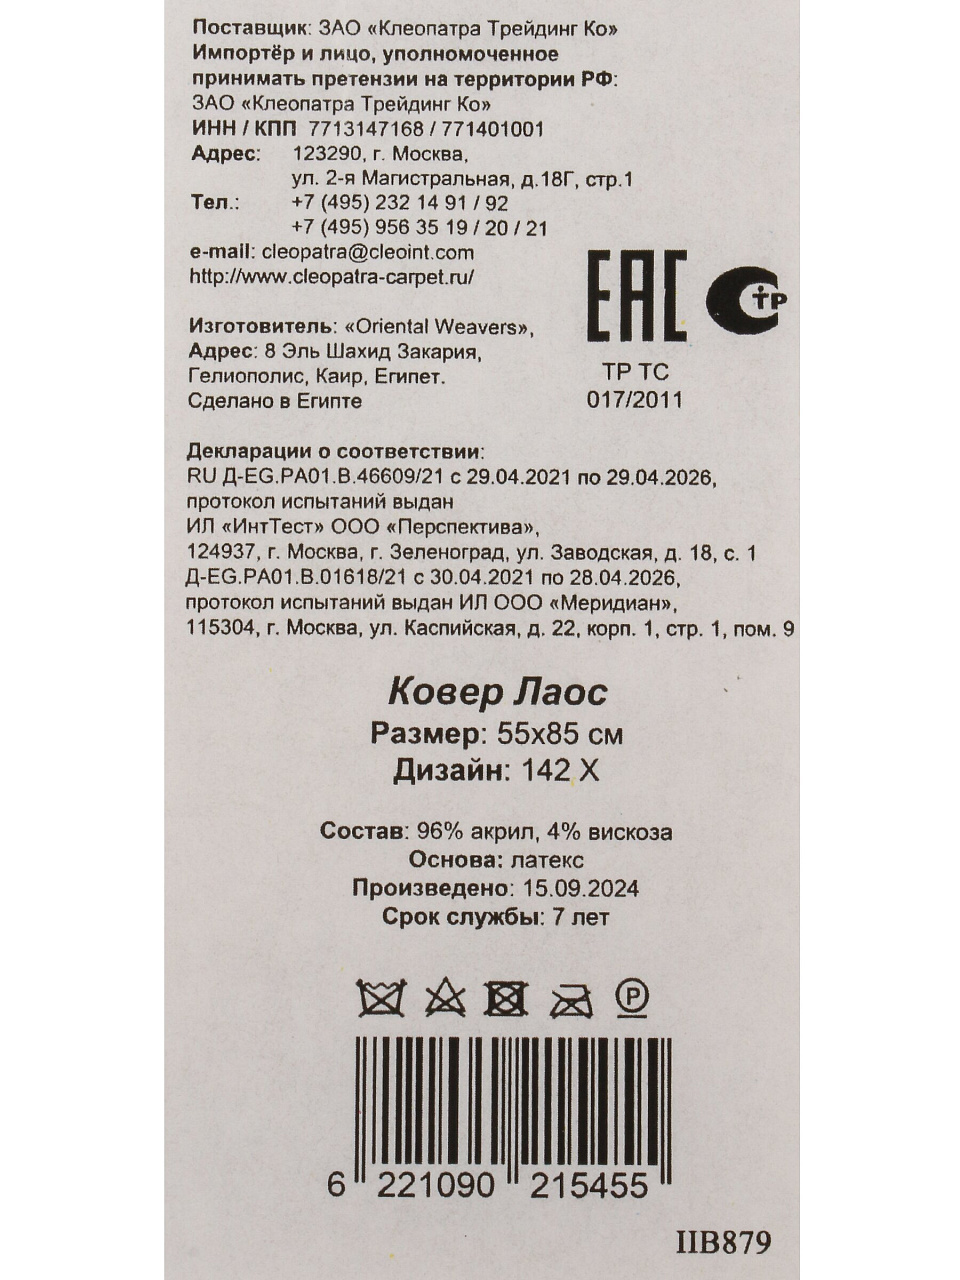 Поставщик: ЗАО «Клеопатра Трейдинг Ко»
Импортёр и лицо, уполномоченное
принимать претензии на территории РФ:
ЗАО «Клеопатра Трейдинг Ко»
ИНН / КПП 7713147168 / 771401001
Адрес: 123290, г. Москва,
ул. 2-я Магистральная, д.18Г, стр.1
Тел.: +7 (495) 232 14 91 / 92
+7 (495) 956 35 19 / 20 / 21
e-mail: cleopatra@cleoint.com
http://www.cleopatra-carpet.ru/
EAC
тР
ТР ТС
017/2011
Изготовитель: «Oriental Weavers»,
Адрес: 8 Эль Шахид Закария,
Гелиополис, Каир, Египет.
Сделано в Египте
Декларации о соответствии:
RU Д-EG.РА01.В.46609/21 с 29.04.2021 по 29.04.2026,
протокол испытаний выдан
ИЛ «ИнтТест» ООО «Перспектива»,
124937, г. Москва, г. Зеленоград, ул. Заводская, д. 18, с. 1
Д-EG.РА01.В.01618/21 с 30.04.2021 по 28.04.2026,
протокол испытаний выдан ИЛ ООО «Меридиан»,
115304, г. Москва, ул. Каспийская, д. 22, корп. 1, стр. 1, пом. 9
Ковер Лаос
Размер: 55х85 см
Дизайн: 142 X
Состав: 96% акрил, 4% вискоза
Основа: латекс
Произведено: 15.09.2024
Срок службы: 7 лет
P
6 221090 215455
IIB879